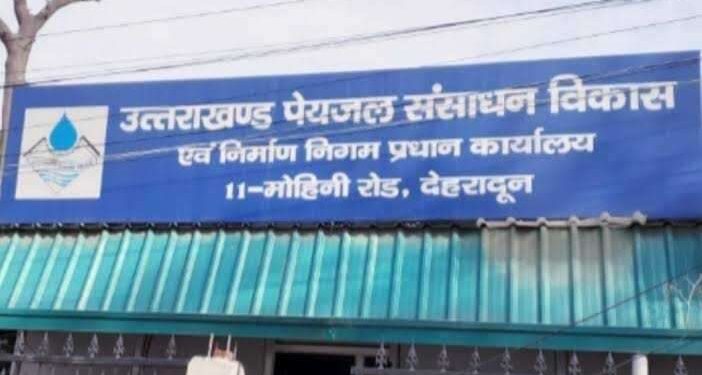 उत्तराखण्ड पेयजल संसाधन विकास
एवं निर्माण निगम प्रधान कार्यालय
11-मोहिनी रोड, देहरादून